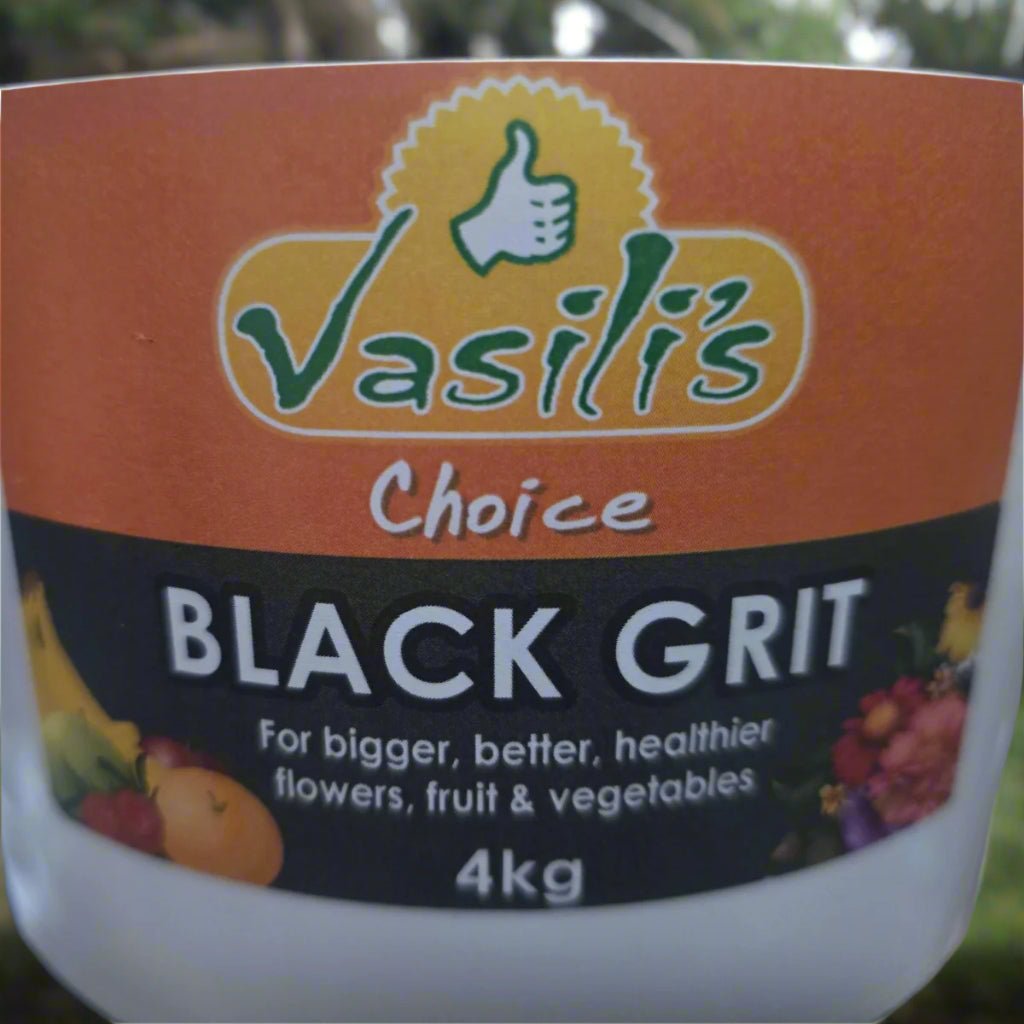 Vasili's
Choice
BLACK GRIT
For bigger, better, healthier
flowers, fruit & vegetables
4kg